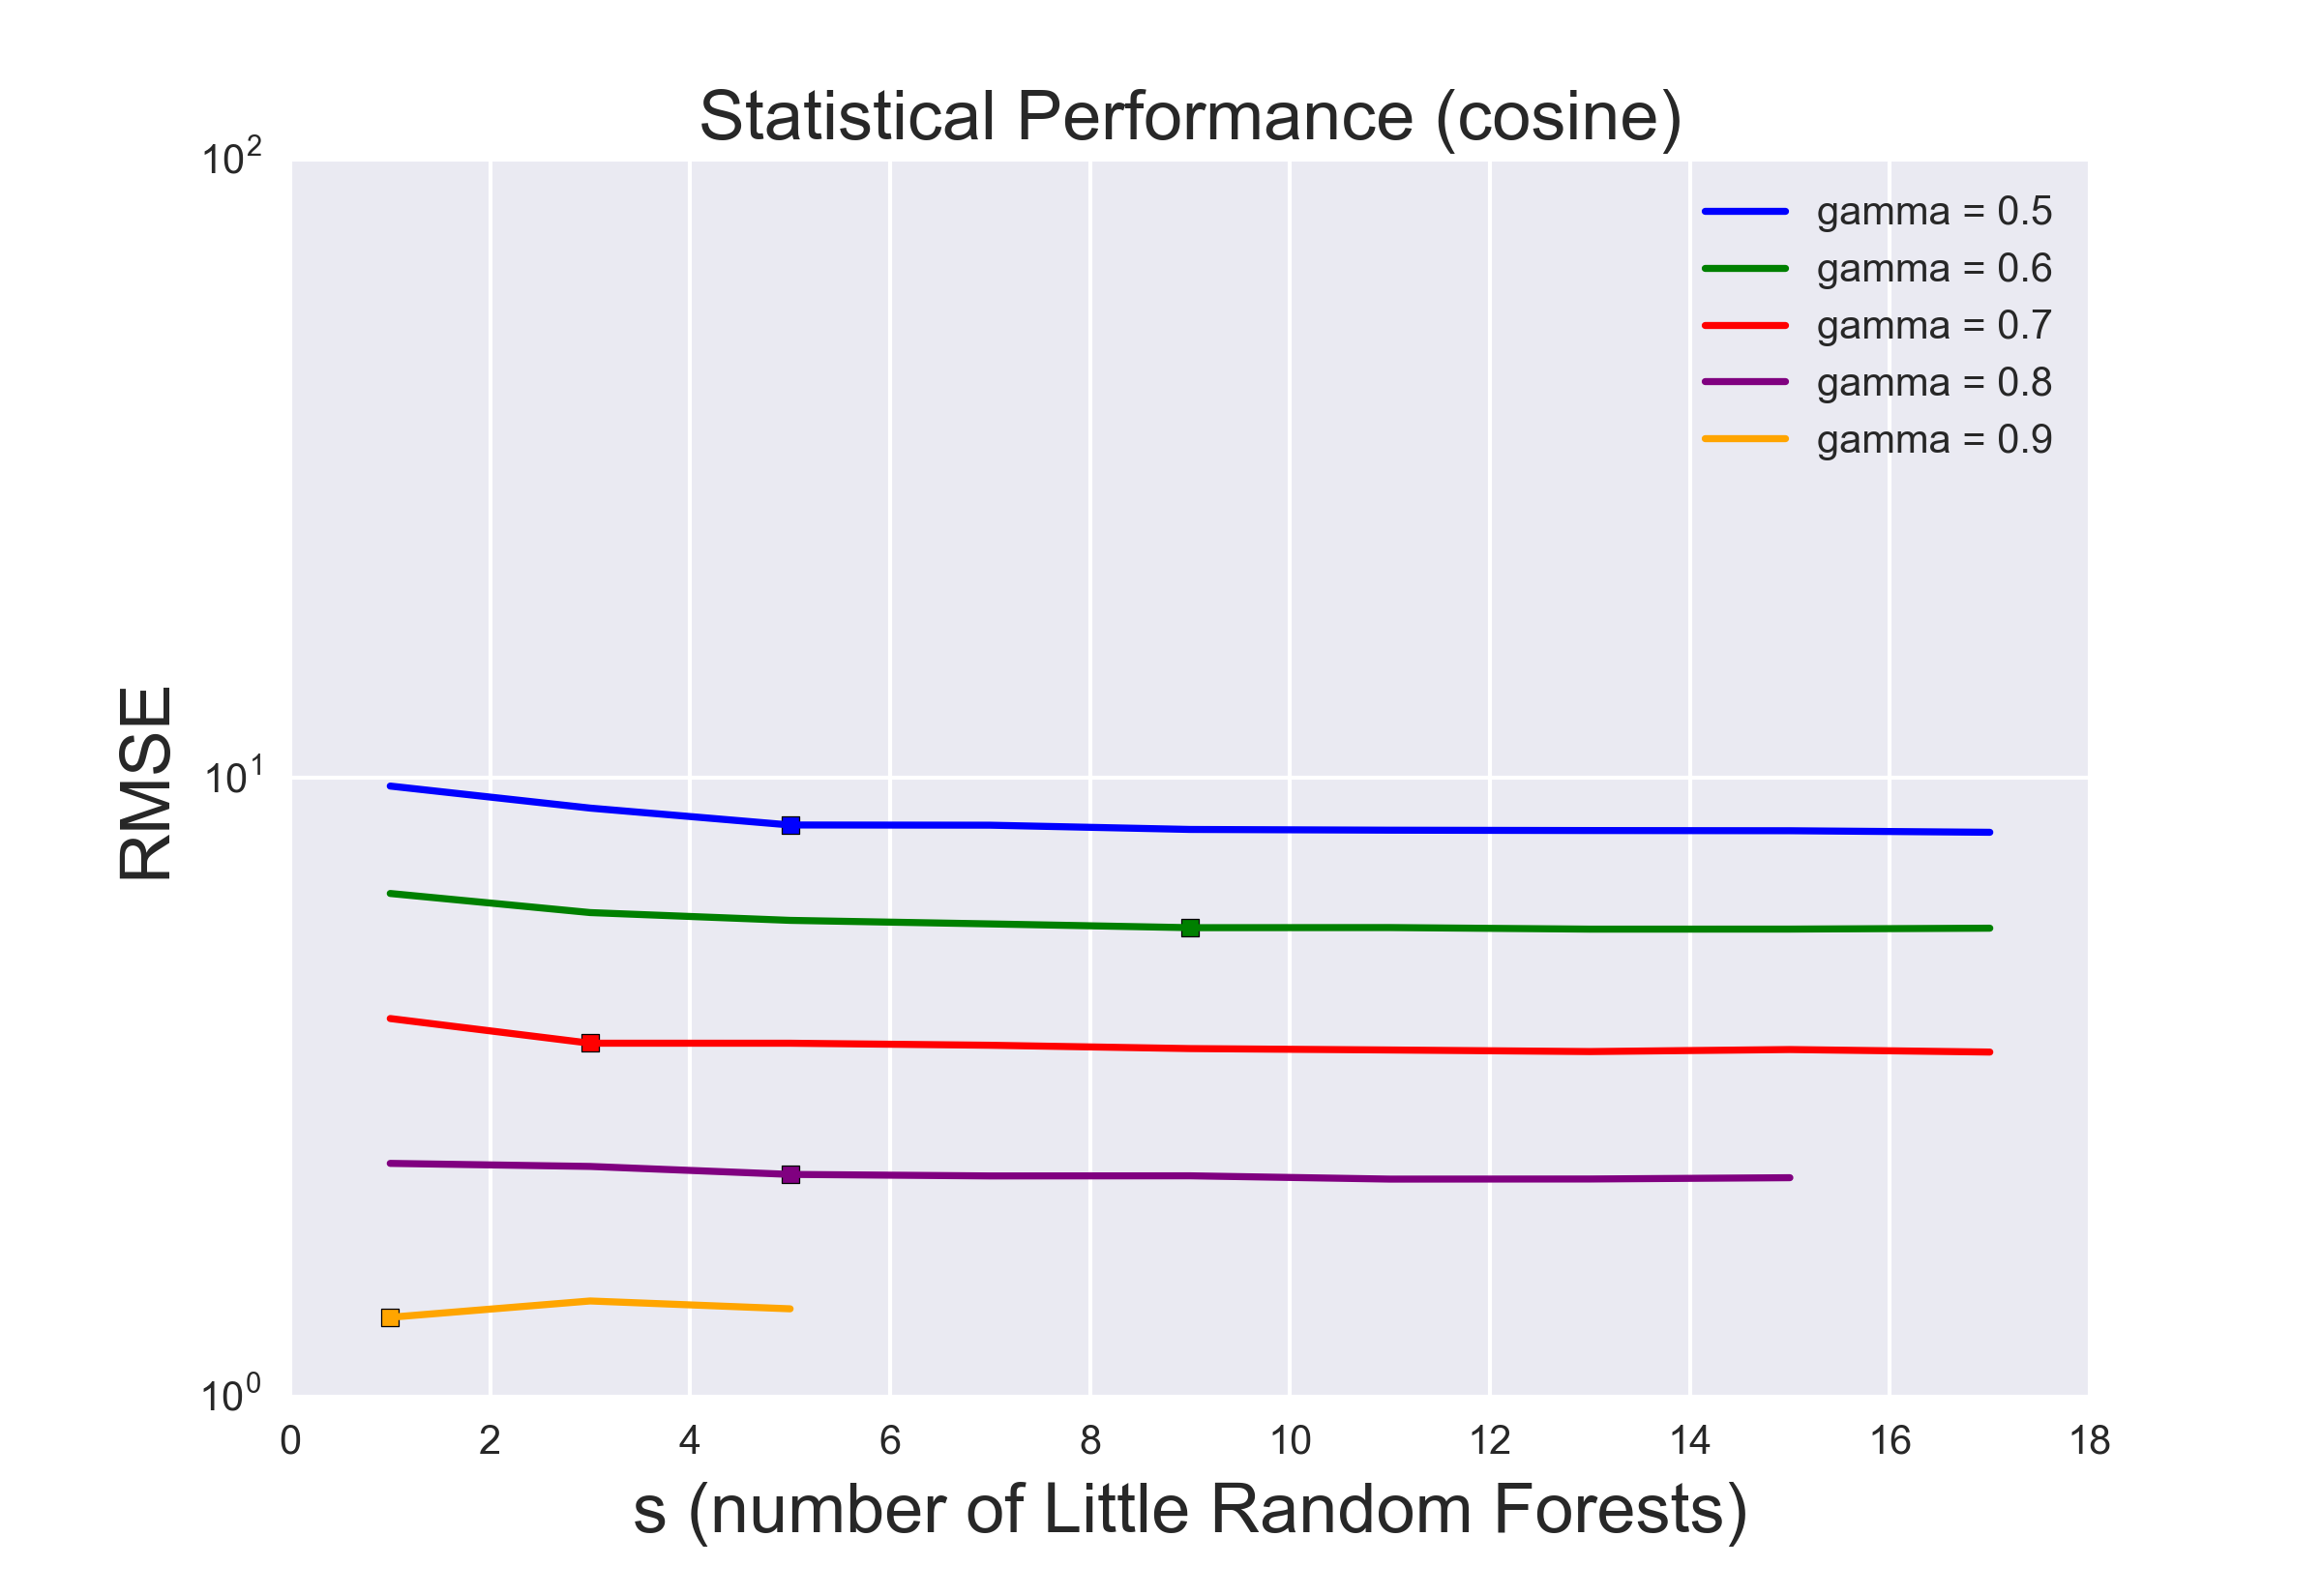 Statistical Performance (cosine)
10²
gamma = 0.5
gamma = 0.6
gamma = 0.7
gamma = 0.8
gamma = 0.9
RMSE
10¹
10⁰
0 2 4 6 8 10 12 14 16 18
s (number of Little Random Forests)